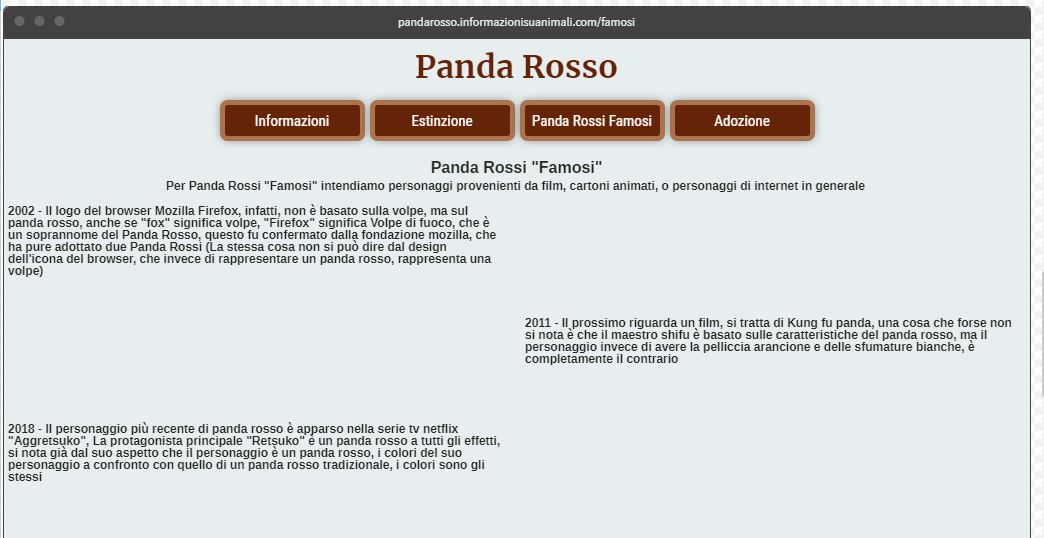 pandarosso.informazionisuanimali.com/famosi
Panda Rosso
Informazioni
Estinzione
Panda Rossi Famosi
Adozione
Panda Rossi "Famosi"
Per Panda Rossi "Famosi" intendiamo personaggi provenienti da film, cartoni animati, o personaggi di internet in generale
2002 - Il logo del browser Mozilla Firefox, infatti, non è basato sulla volpe, ma sul
panda rosso, anche se "fox" significa volpe, "Firefox" significa Volpe di fuoco, che è
un soprannome del Panda Rosso, questo fu confermato dalla fondazione mozilla, che
ha pure adottato due Panda Rossi (La stessa cosa non si può dire dal design
dell'icona del browser, che invece di rappresentare un panda rosso, rappresenta una
volpe)
2011 - Il prossimo riguarda un film, si tratta di Kung fu panda, una cosa che forse non
si nota è che il maestro shifu è basato sulle caratteristiche del panda rosso, ma il
personaggio invece di avere la pelliccia arancione e delle sfumature bianche, è
completamente il contrario
2018 - Il personaggio più recente di panda rosso è apparso nella serie tv netflix
"Aggretsuko", La protagonista principale "Retsuko" è un panda rosso a tutti gli effetti,
si nota già dal suo aspetto che il personaggio è un panda rosso, i colori del suo
personaggio a confronto con quello di un panda rosso tradizionale, i colori sono gli
stessi